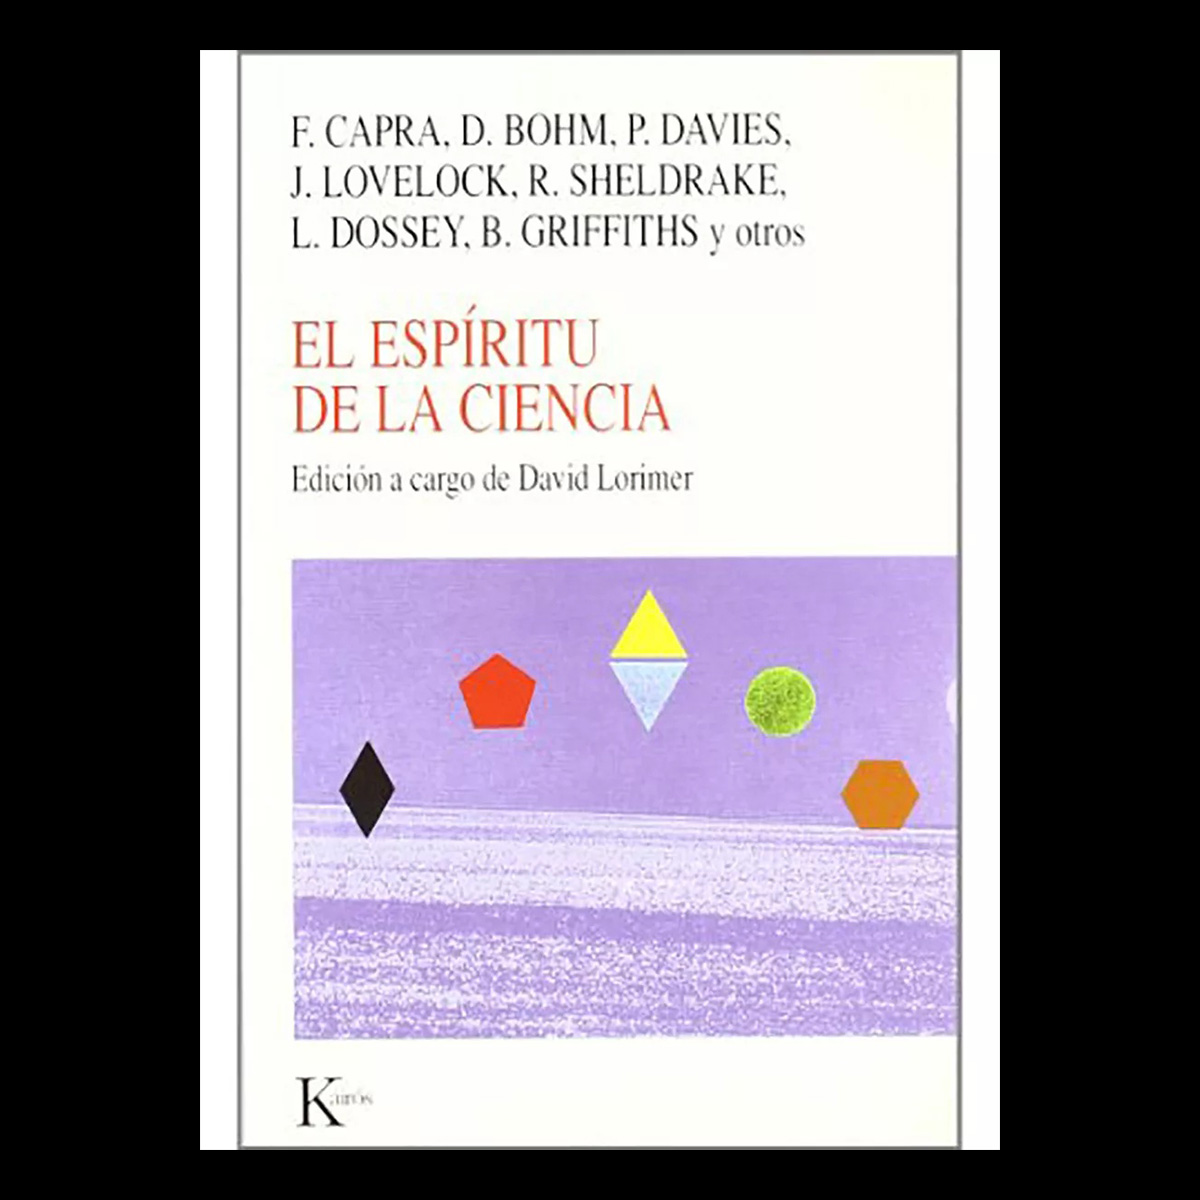 F. CAPRA, D. BOHM, P. DAVIES,
J. LOVELOCK, R. SHELDRAKE,
L. DOSSEY, B. GRIFFITHS y otros
EL ESPÍRITU
DE LA CIENCIA
Edición a cargo de David Lorimer
Kairós